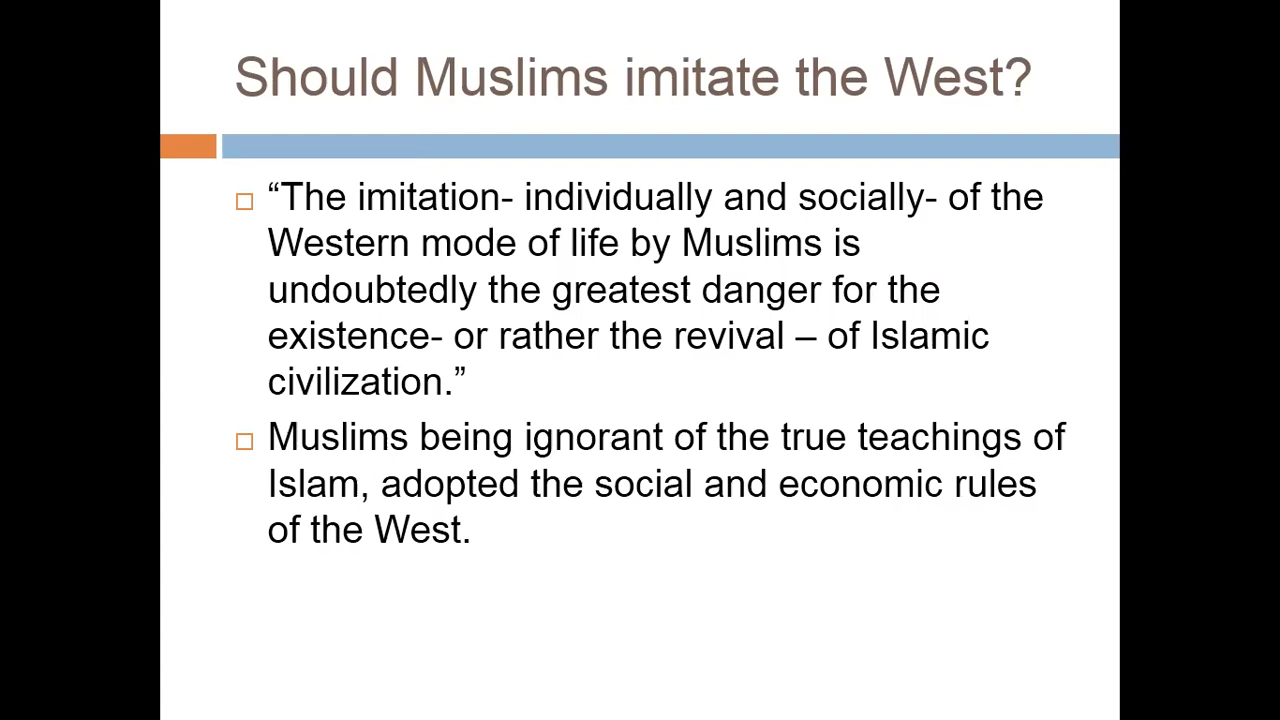 Should Muslims imitate the West?
“The imitation- individually and socially- of the
Western mode of life by Muslims is
undoubtedly the greatest danger for the
existence- or rather the revival – of Islamic
civilization.”
Muslims being ignorant of the true teachings of
Islam, adopted the social and economic rules
of the West.